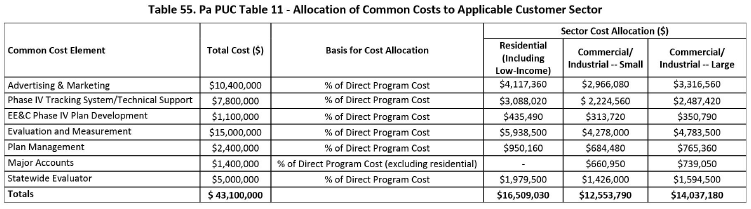 Table 55. Pa PUC Table 11 - Allocation of Common Costs to Applicable Customer Sector
Common Cost Element | Total Cost ($) | Basis for Cost Allocation | Sector Cost Allocation ($)
Residential (Including Low-Income) | Commercial/ Industrial -- Small | Commercial/ Industrial -- Large
Advertising & Marketing | $10,400,000 | % of Direct Program Cost | $4,117,360 | $2,966,080 | $3,316,560
Phase IV Tracking System/Technical Support | $7,800,000 | % of Direct Program Cost | $3,088,020 | $ 2,224,560 | $2,487,420
EE&C Phase IV Plan Development | $1,100,000 | % of Direct Program Cost | $435,490 | $313,720 | $350,790
Evaluation and Measurement | $15,000,000 | % of Direct Program Cost | $5,938,500 | $4,278,000 | $4,783,500
Plan Management | $2,400,000 | % of Direct Program Cost | $950,160 | $684,480 | $765,360
Major Accounts | $1,400,000 | % of Direct Program Cost (excluding residential) | - | $660,950 | $739,050
Statewide Evaluator | $5,000,000 | % of Direct Program Cost | $1,979,500 | $1,426,000 | $1,594,500
Totals | $ 43,100,000 | $16,509,030 | $12,553,790 | $14,037,180